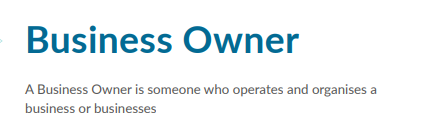 Business Owner
A Business Owner is someone who operates and organises a
business or businesses